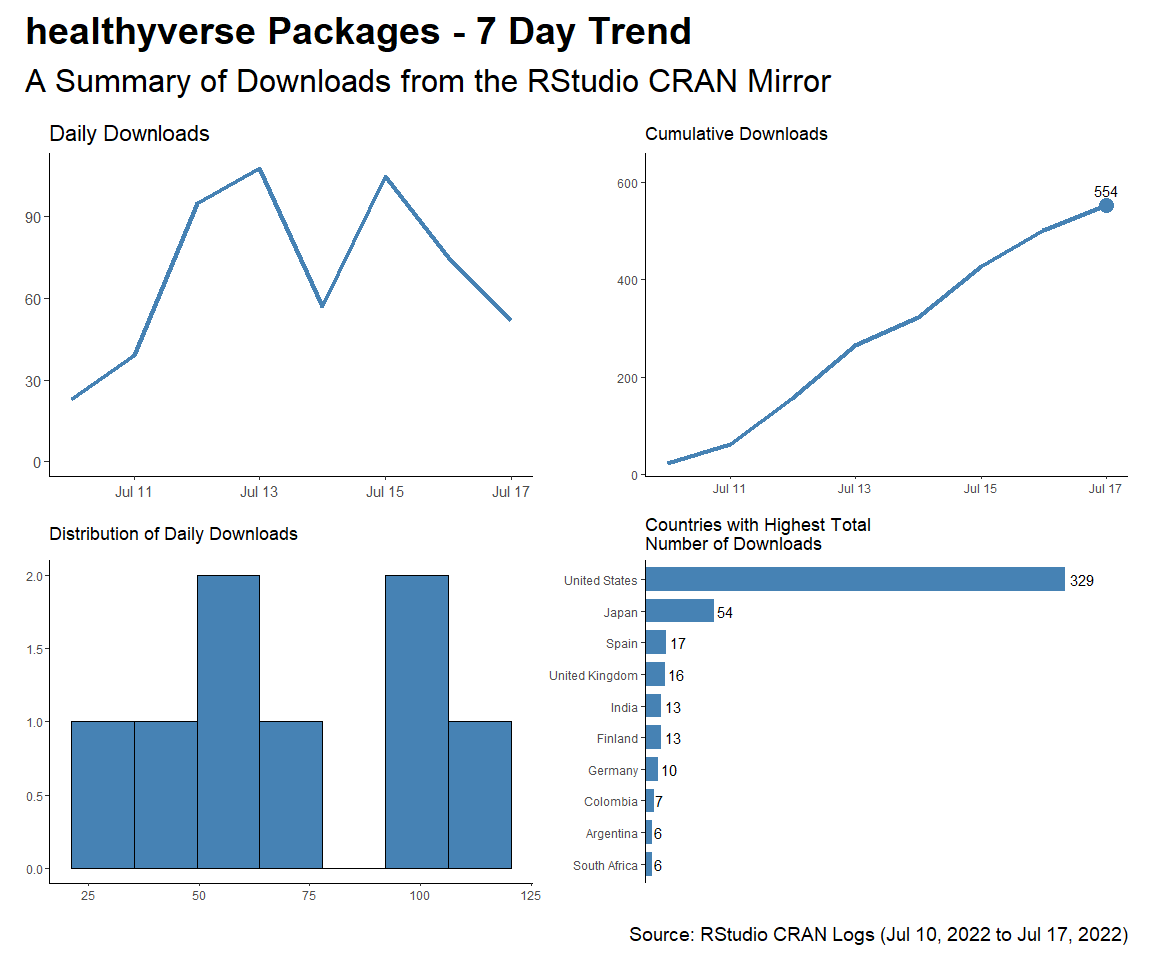 healthyverse Packages - 7 Day Trend
A Summary of Downloads from the RStudio CRAN Mirror
Daily Downloads
90
60
30
0
Jul 11 Jul 13 Jul 15 Jul 17
Cumulative Downloads
600
400
200
0
554
Jul 11 Jul 13 Jul 15 Jul 17
Distribution of Daily Downloads
2.0
1.5
1.0
0.5
0.0
25 50 75 100 125
Countries with Highest Total
Number of Downloads
United States 329
Japan 54
Spain 17
United Kingdom 16
India 13
Finland 13
Germany 10
Colombia 7
Argentina 6
South Africa 6
Source: RStudio CRAN Logs (Jul 10, 2022 to Jul 17, 2022)